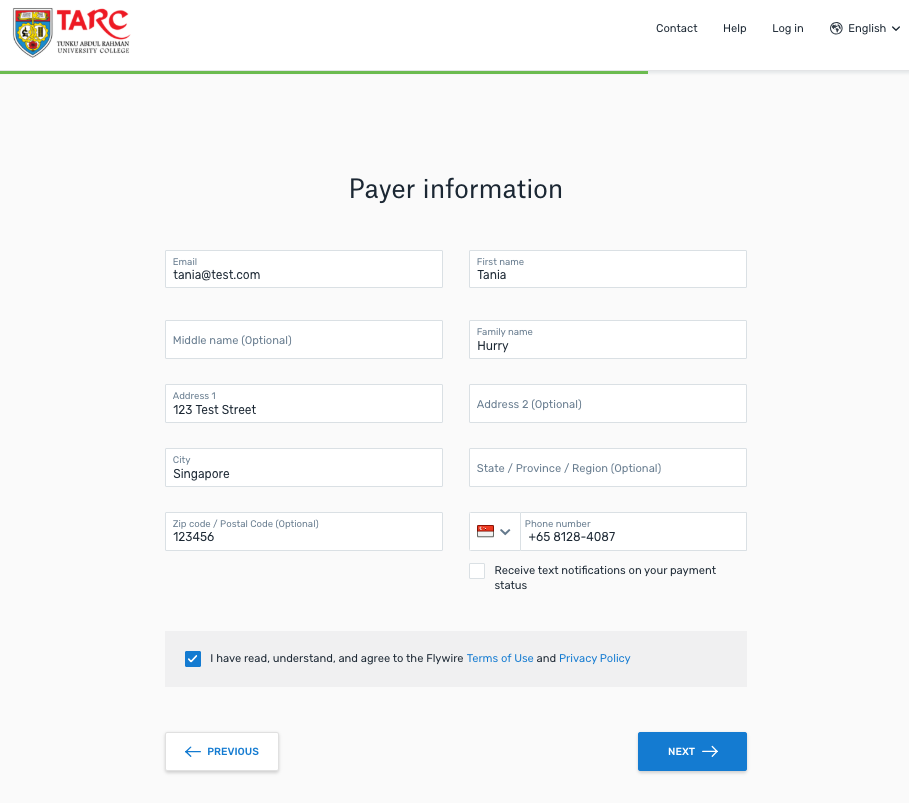 TARC
TUNKU ABDUL RAHMAN
UNIVERSITY COLLEGE
Contact Help Log in English
Payer information
Email
tania@test.com
First name
Tania
Middle name (Optional)
Family name
Hurry
Address 1
123 Test Street
Address 2 (Optional)
City
Singapore
State / Province / Region (Optional)
Zip code / Postal Code (Optional)
123456
Phone number
+65 8128-4087
Receive text notifications on your payment
status
I have read, understand, and agree to the Flywire Terms of Use and Privacy Policy
PREVIOUS
NEXT